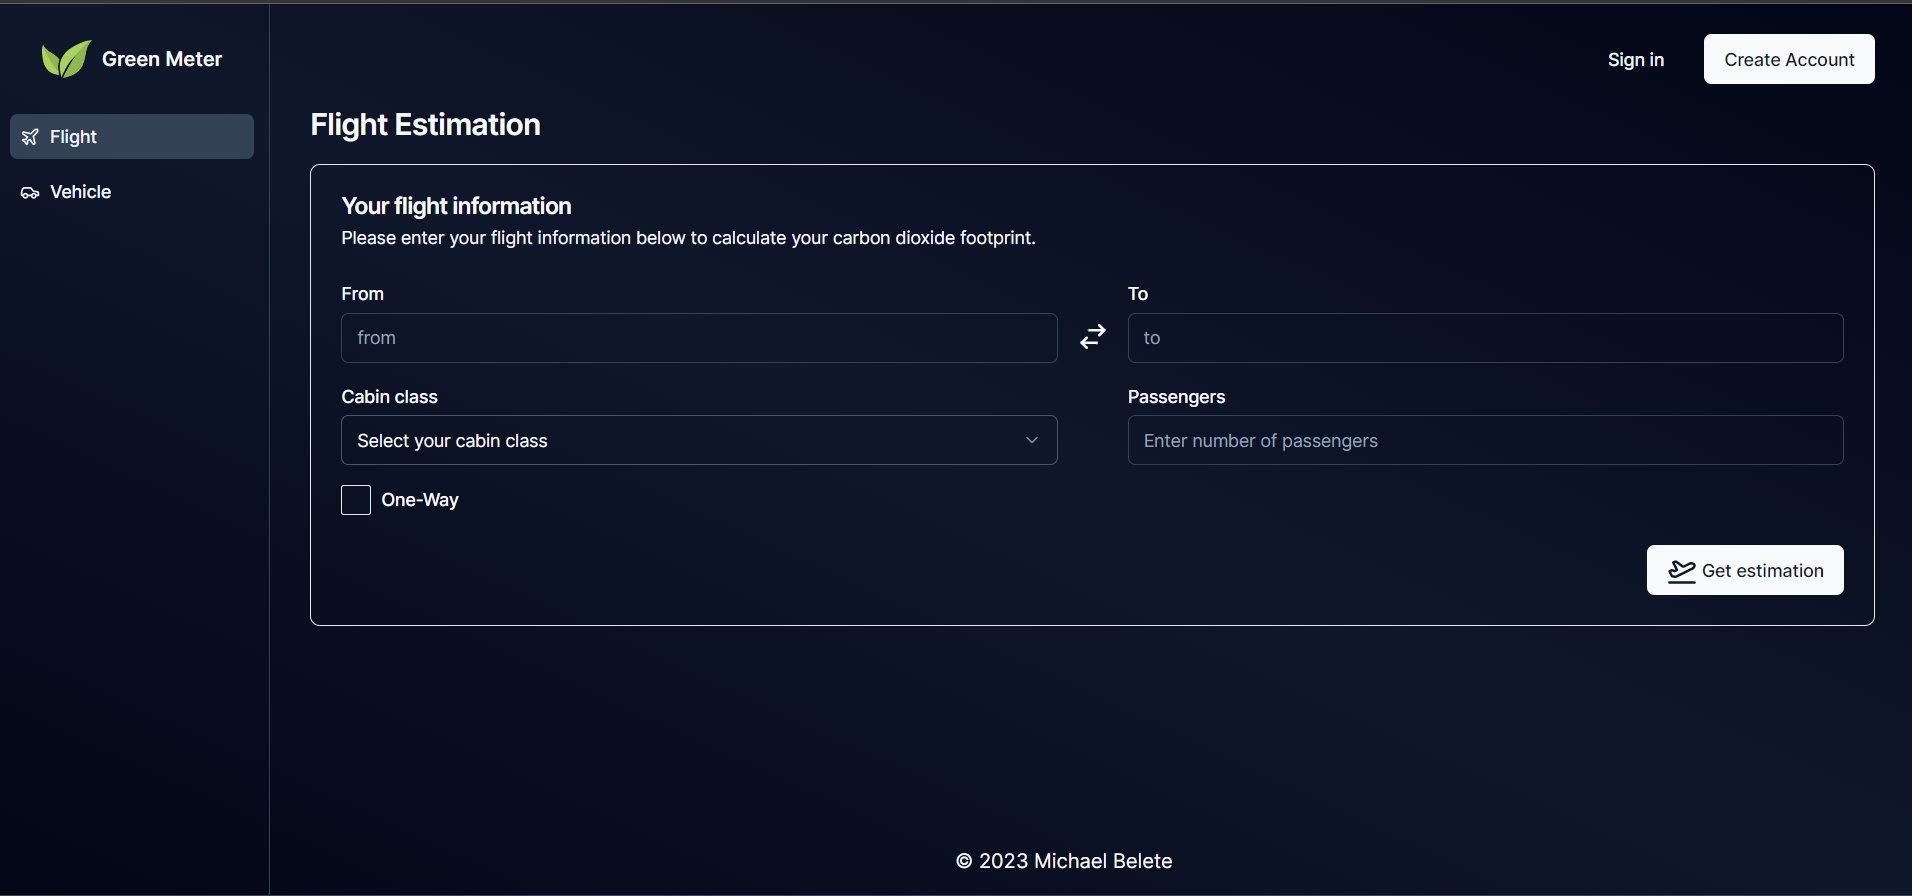 Green Meter
Sign in
Create Account
Flight
Vehicle
Flight Estimation
Your flight information
Please enter your flight information below to calculate your carbon dioxide footprint.
From
To
from
to
Cabin class
Passengers
Select your cabin class
Enter number of passengers
One-Way
Get estimation
© 2023 Michael Belete